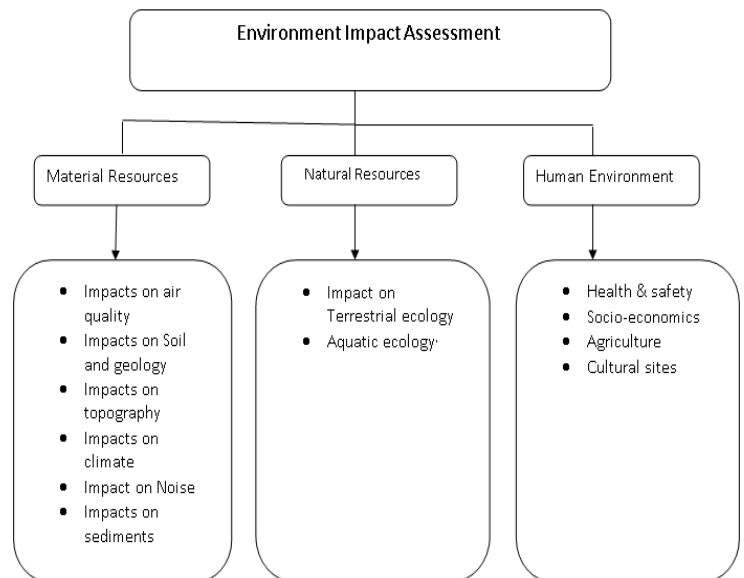 Environment Impact Assessment
Material Resources
Natural Resources
Human Environment
• Impacts on air
quality
• Impacts on Soil
and geology
• Impacts on
topography
• Impacts on
climate
• Impact on Noise
• Impacts on
sediments
• Impact on
Terrestrial ecology
• Aquatic ecology
• Health & safety
• Socio-economics
• Agriculture
• Cultural sites